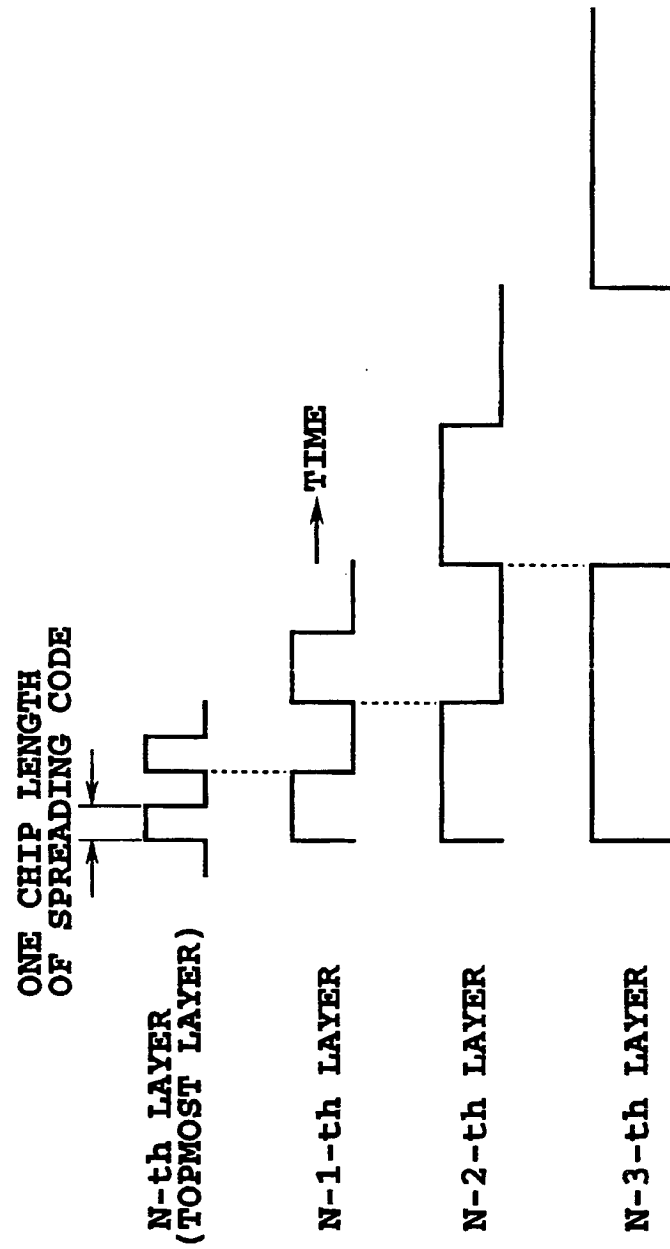 ONE CHIP LENGTH
OF SPREADING CODE
N-th LAYER
(TOPMOST LAYER)
N-1-th LAYER
TIME
N-2-th LAYER
N-3-th LAYER